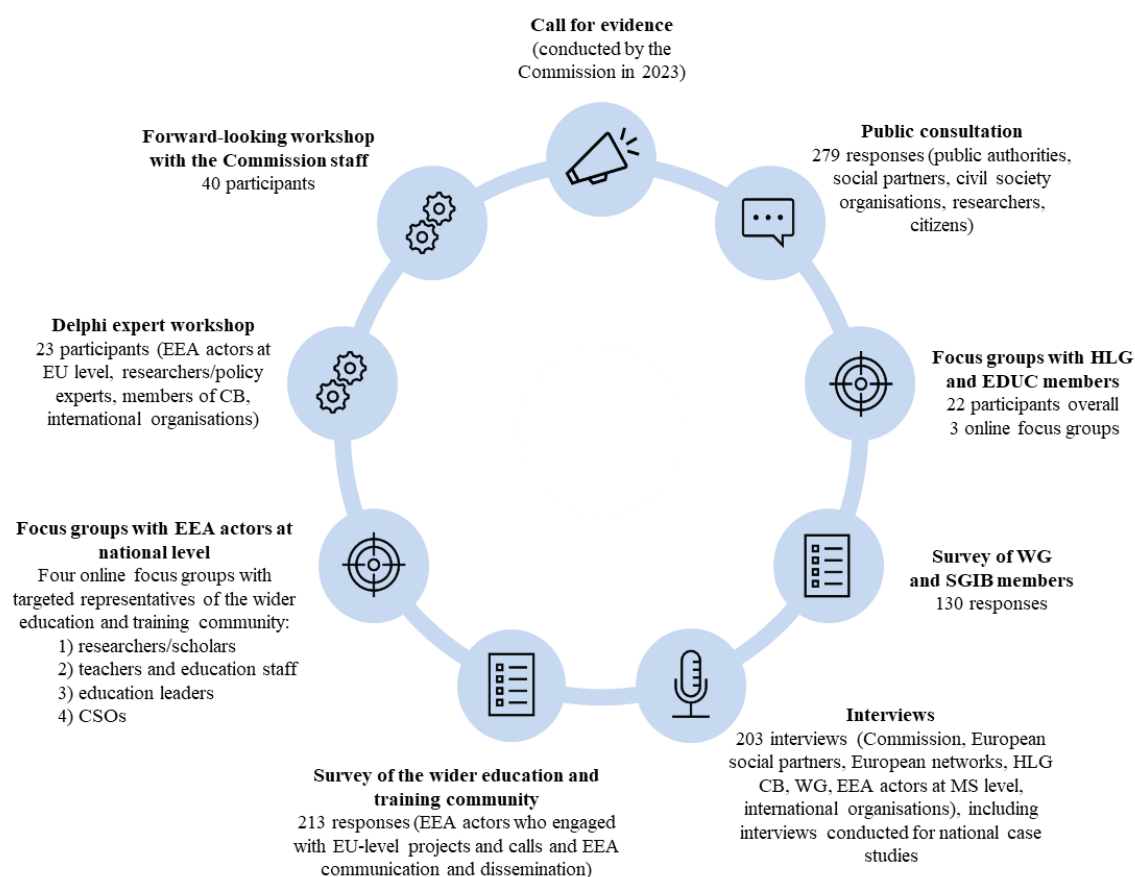 Call for evidence
(conducted by the
Commission in 2023)
Public consultation
279 responses (public authorities,
social partners, civil society
organisations, researchers,
citizens)
Focus groups with HLG
and EDUC members
22 participants overall
3 online focus groups
Survey of WG
and SGIB members
130 responses
Interviews
203 interviews (Commission, European
social partners, European networks, HLG
CB, WG, EEA actors at MS level,
international organisations), including
interviews conducted for national case
studies
Survey of the wider education and
training community
213 responses (EEA actors who engaged
with EU-level projects and calls and EEA
communication and dissemination)
Focus groups with EEA actors at
national level
Four online focus groups with
targeted representatives of the wider
education and training community:
1) researchers/scholars
2) teachers and education staff
3) education leaders
4) CSOs
Delphi expert workshop
23 participants (EEA actors at
EU level, researchers/policy
experts, members of CB,
international organisations)
Forward-looking workshop
with the Commission staff
40 participants